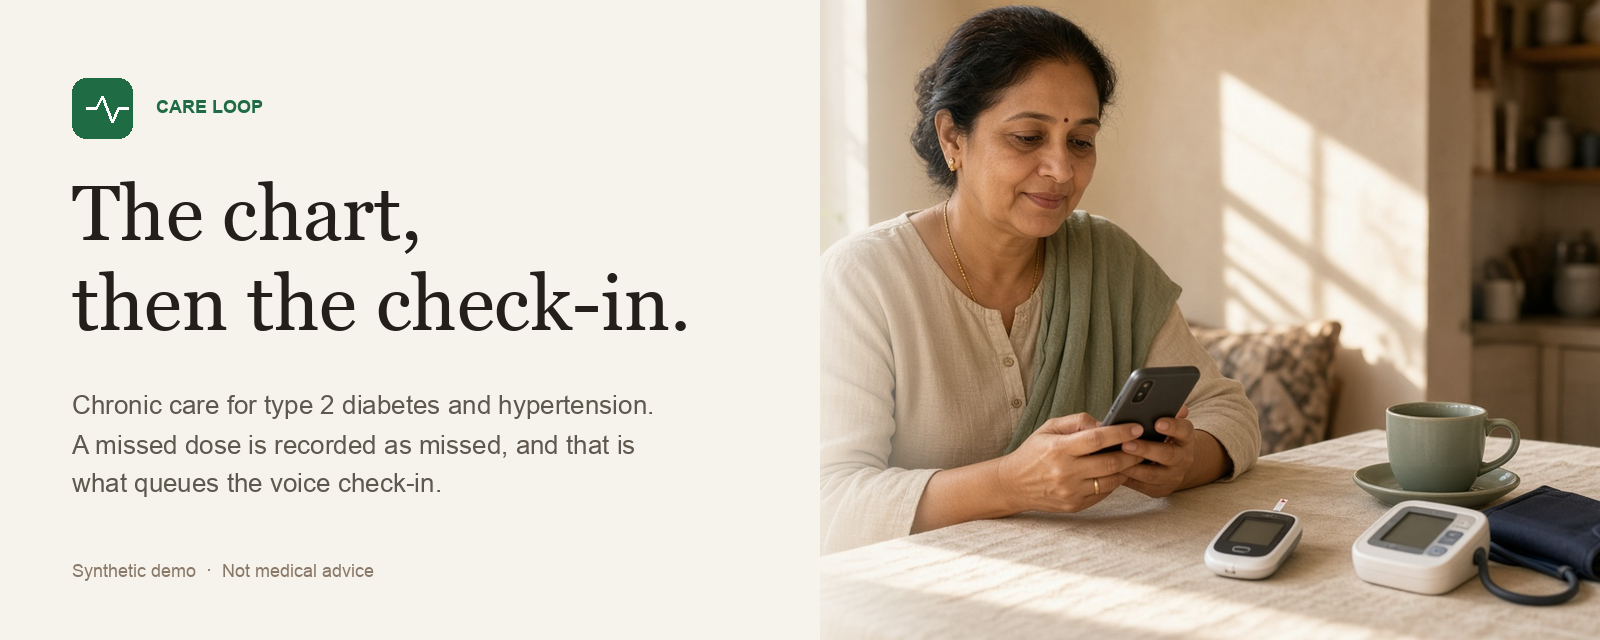 CARE LOOP
The chart,
then the check-in.
Chronic care for type 2 diabetes and hypertension.
A missed dose is recorded as missed, and that is
what queues the voice check-in.
Synthetic demo · Not medical advice